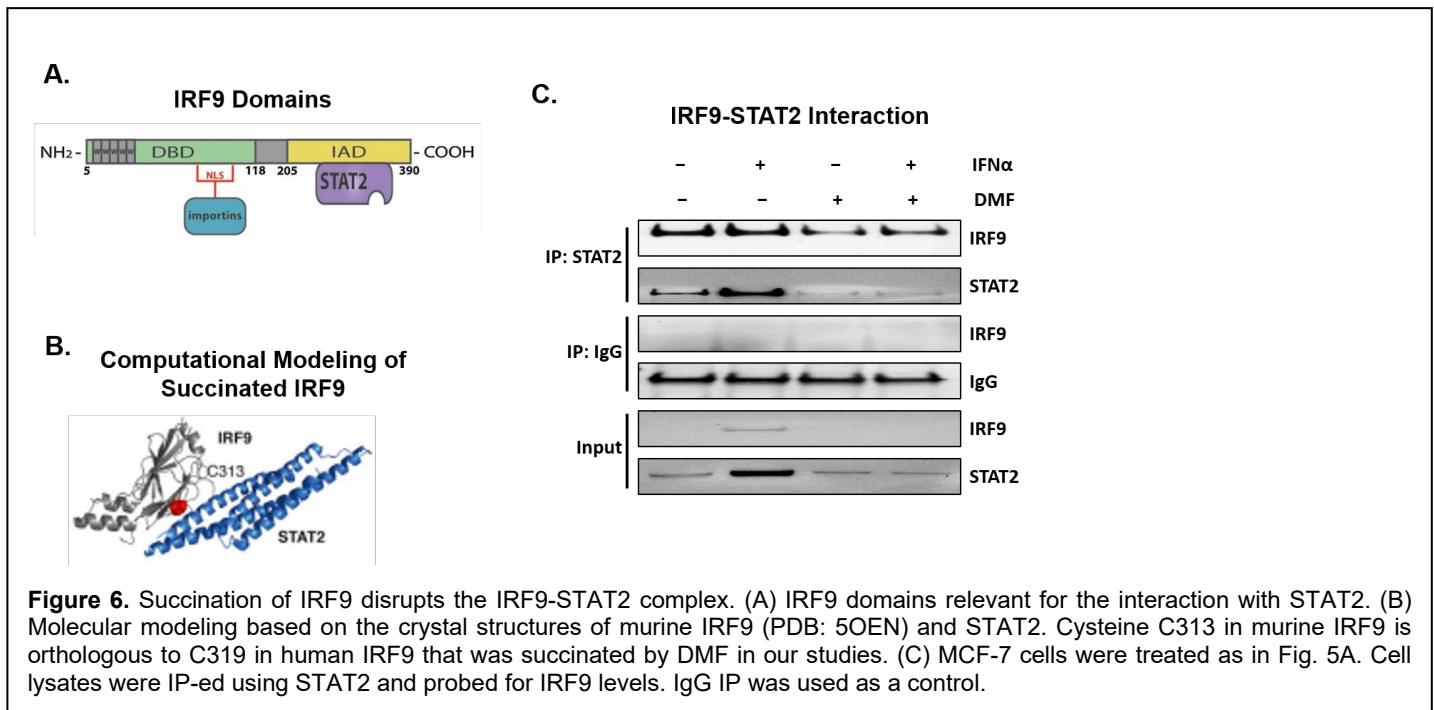 A.
IRF9 Domains
NH2 - WWWWW DBD IAD - COOH
5 118 205 390
NLS
STAT2
importins
B.
Computational Modeling of
Succinated IRF9
IRF9
C313
STAT2
C.
IRF9-STAT2 Interaction
− + − + IFNα
− − + + DMF
IP: STAT2
IRF9
STAT2
IP: IgG
IRF9
IgG
Input
IRF9
STAT2
Figure 6. Succination of IRF9 disrupts the IRF9-STAT2 complex. (A) IRF9 domains relevant for the interaction with STAT2. (B)
Molecular modeling based on the crystal structures of murine IRF9 (PDB: 5OEN) and STAT2. Cysteine C313 in murine IRF9 is
orthologous to C319 in human IRF9 that was succinated by DMF in our studies. (C) MCF-7 cells were treated as in Fig. 5A. Cell
lysates were IP-ed using STAT2 and probed for IRF9 levels. IgG IP was used as a control.